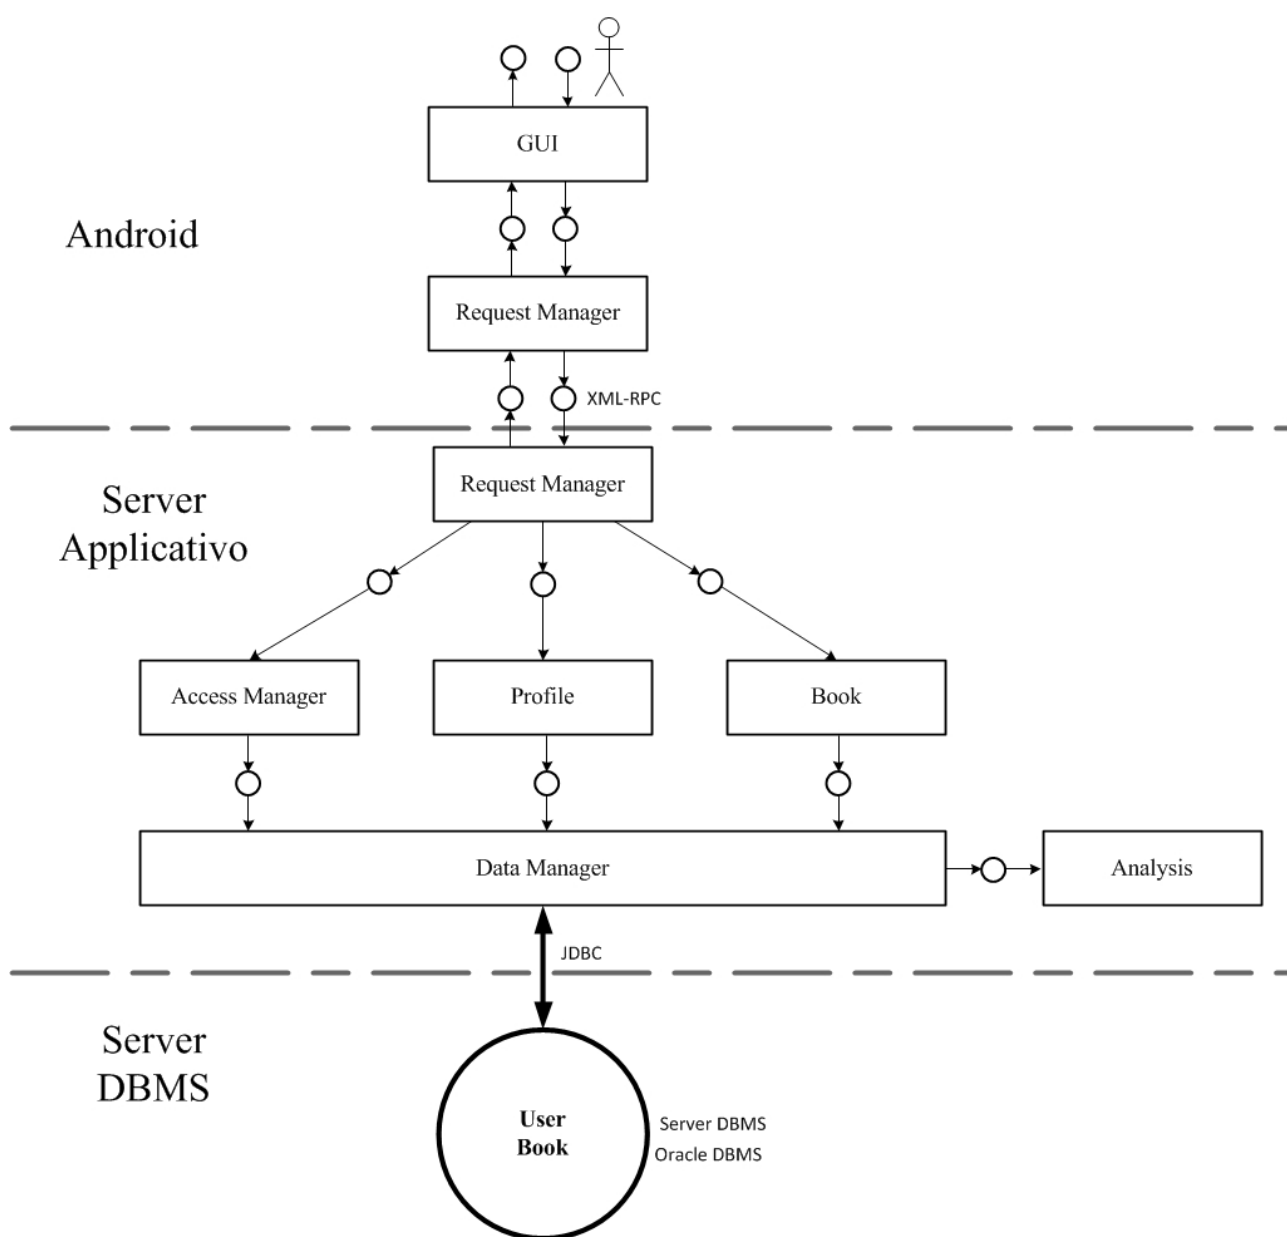 GUI
Android
Request Manager
XML-RPC
Request Manager
Server
Applicativo
Access Manager
Profile
Book
Data Manager
Analysis
JDBC
Server
DBMS
User
Book
Server DBMS
Oracle DBMS